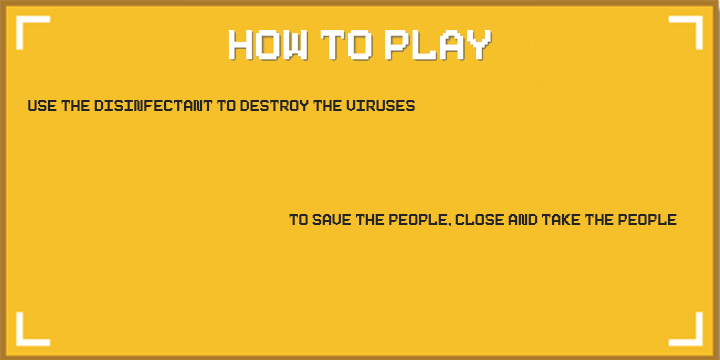 HOW TO PLAY
USE THE DISINFECTANT TO DESTROY THE VIRUSES
TO SAVE THE PEOPLE, CLOSE AND TAKE THE PEOPLE